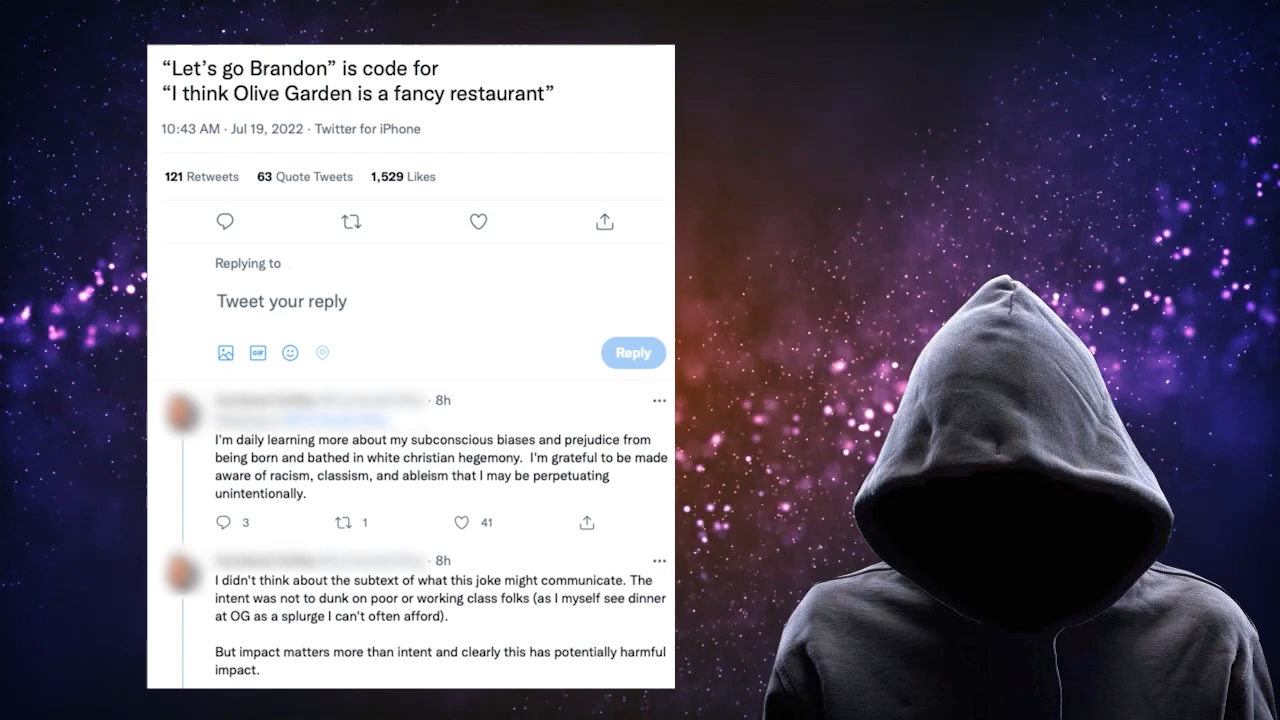 “Let’s go Brandon” is code for
“I think Olive Garden is a fancy restaurant”
10:43 AM · Jul 19, 2022 · Twitter for iPhone
121 Retweets 63 Quote Tweets 1,529 Likes
Replying to
Tweet your reply
GIF
Reply
· 8h
I'm daily learning more about my subconscious biases and prejudice from
being born and bathed in white christian hegemony. I'm grateful to be made
aware of racism, classism, and ableism that I may be perpetuating
unintentionally.
3 1 41
· 8h
I didn't think about the subtext of what this joke might communicate. The
intent was not to dunk on poor or working class folks (as I myself see dinner
at OG as a splurge I can't often afford).
But impact matters more than intent and clearly this has potentially harmful
impact.